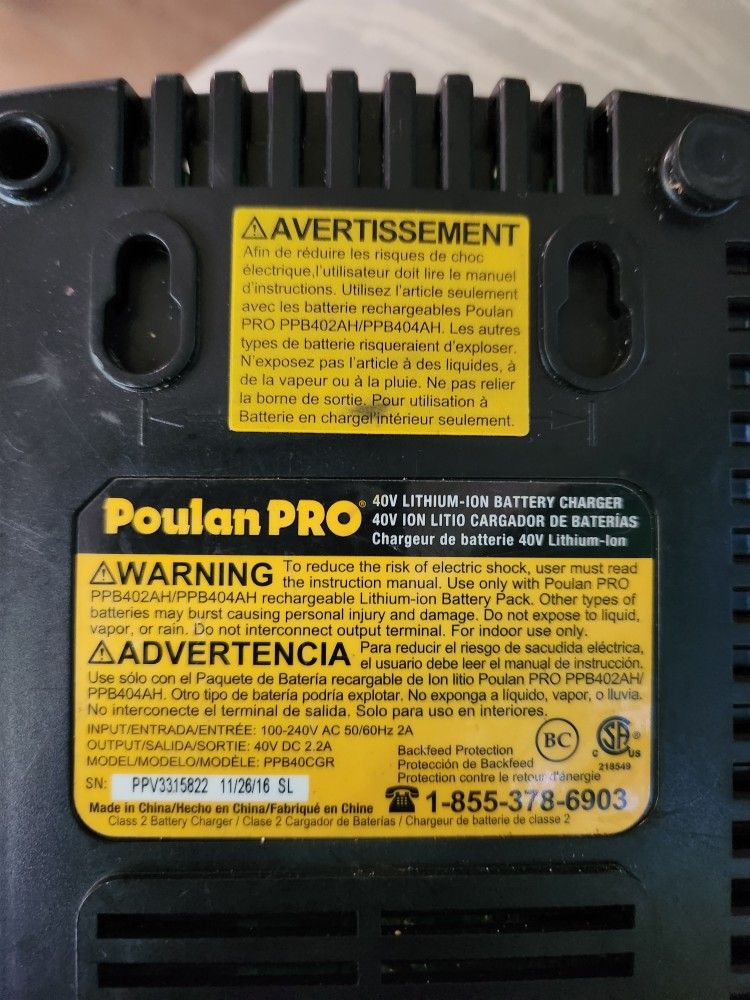 ⚠AVERTISSEMENT
Afin de réduire les risques de choc
électrique,l'utilisateur doit lire le manuel
d'instructions. Utilisez l'article seulement
avec les batterie rechargeables Poulan
PRO PPB402AH/PPB404AH. Les autres
types de batterie risqueraient d'exploser.
N'exposez pas l'article à des liquides, à
de la vapeur ou à la pluie. Ne pas relier
la borne de sortie. Pour utilisation à
Batterie en chargel'intérieur seulement.
Poulan PRO® 40V LITHIUM-ION BATTERY CHARGER
40V ION LITIO CARGADOR DE BATERÍAS
Chargeur de batterie 40V Lithium-Ion
⚠WARNING To reduce the risk of electric shock, user must read
the instruction manual. Use only with Poulan PRO
PPB402AH/PPB404AH rechargeable Lithium-ion Battery Pack. Other types of
batteries may burst causing personal injury and damage. Do not expose to liquid,
vapor, or rain. Do not interconnect output terminal. For indoor use only.
⚠ADVERTENCIA Para reducir el riesgo de sacudida eléctrica,
el usuario debe leer el manual de instrucción.
Use sólo con el Paquete de Batería recargable de Ion litio Poulan PRO PPB402AH/
PPB404AH. Otro tipo de batería podría explotar. No exponga a líquido, vapor, o lluvia.
No interconecte el terminal de salida. Solo para uso en interiores.
INPUT/ENTRADA/ENTRÉE: 100-240V AC 50/60Hz 2A
OUTPUT/SALIDA/SORTIE: 40V DC 2.2A
MODEL/MODELO/MODÈLE: PPB40CGR
Backfeed Protection
Protección de Backfeed
Protection contre le retour d'énergie
BC
C SA US
218549
SN: PPV3315822 11/26/16 SL
☎ 1-855-378-6903
Made in China/Hecho en China/Fabriqué en Chine
Class 2 Battery Charger / Class 2 Cargador de Baterías / Chargeur de batterie de classe 2